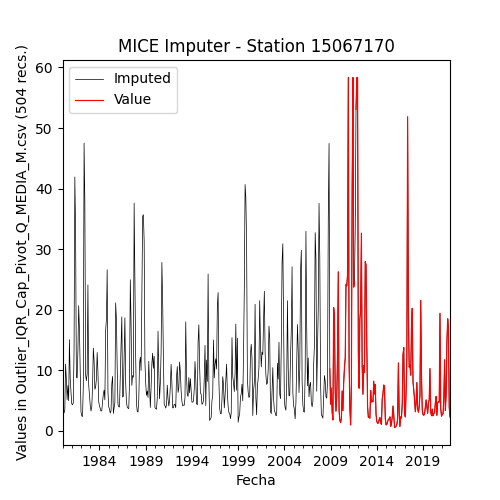 MICE Imputer - Station 15067170
Values in Outlier_IQR_Cap_Pivot_Q_MEDIA_M.csv (504 recs.)
60
50
40
30
20
10
0
Imputed
Value
1984 1989 1994 1999 2004 2009 2014 2019
Fecha